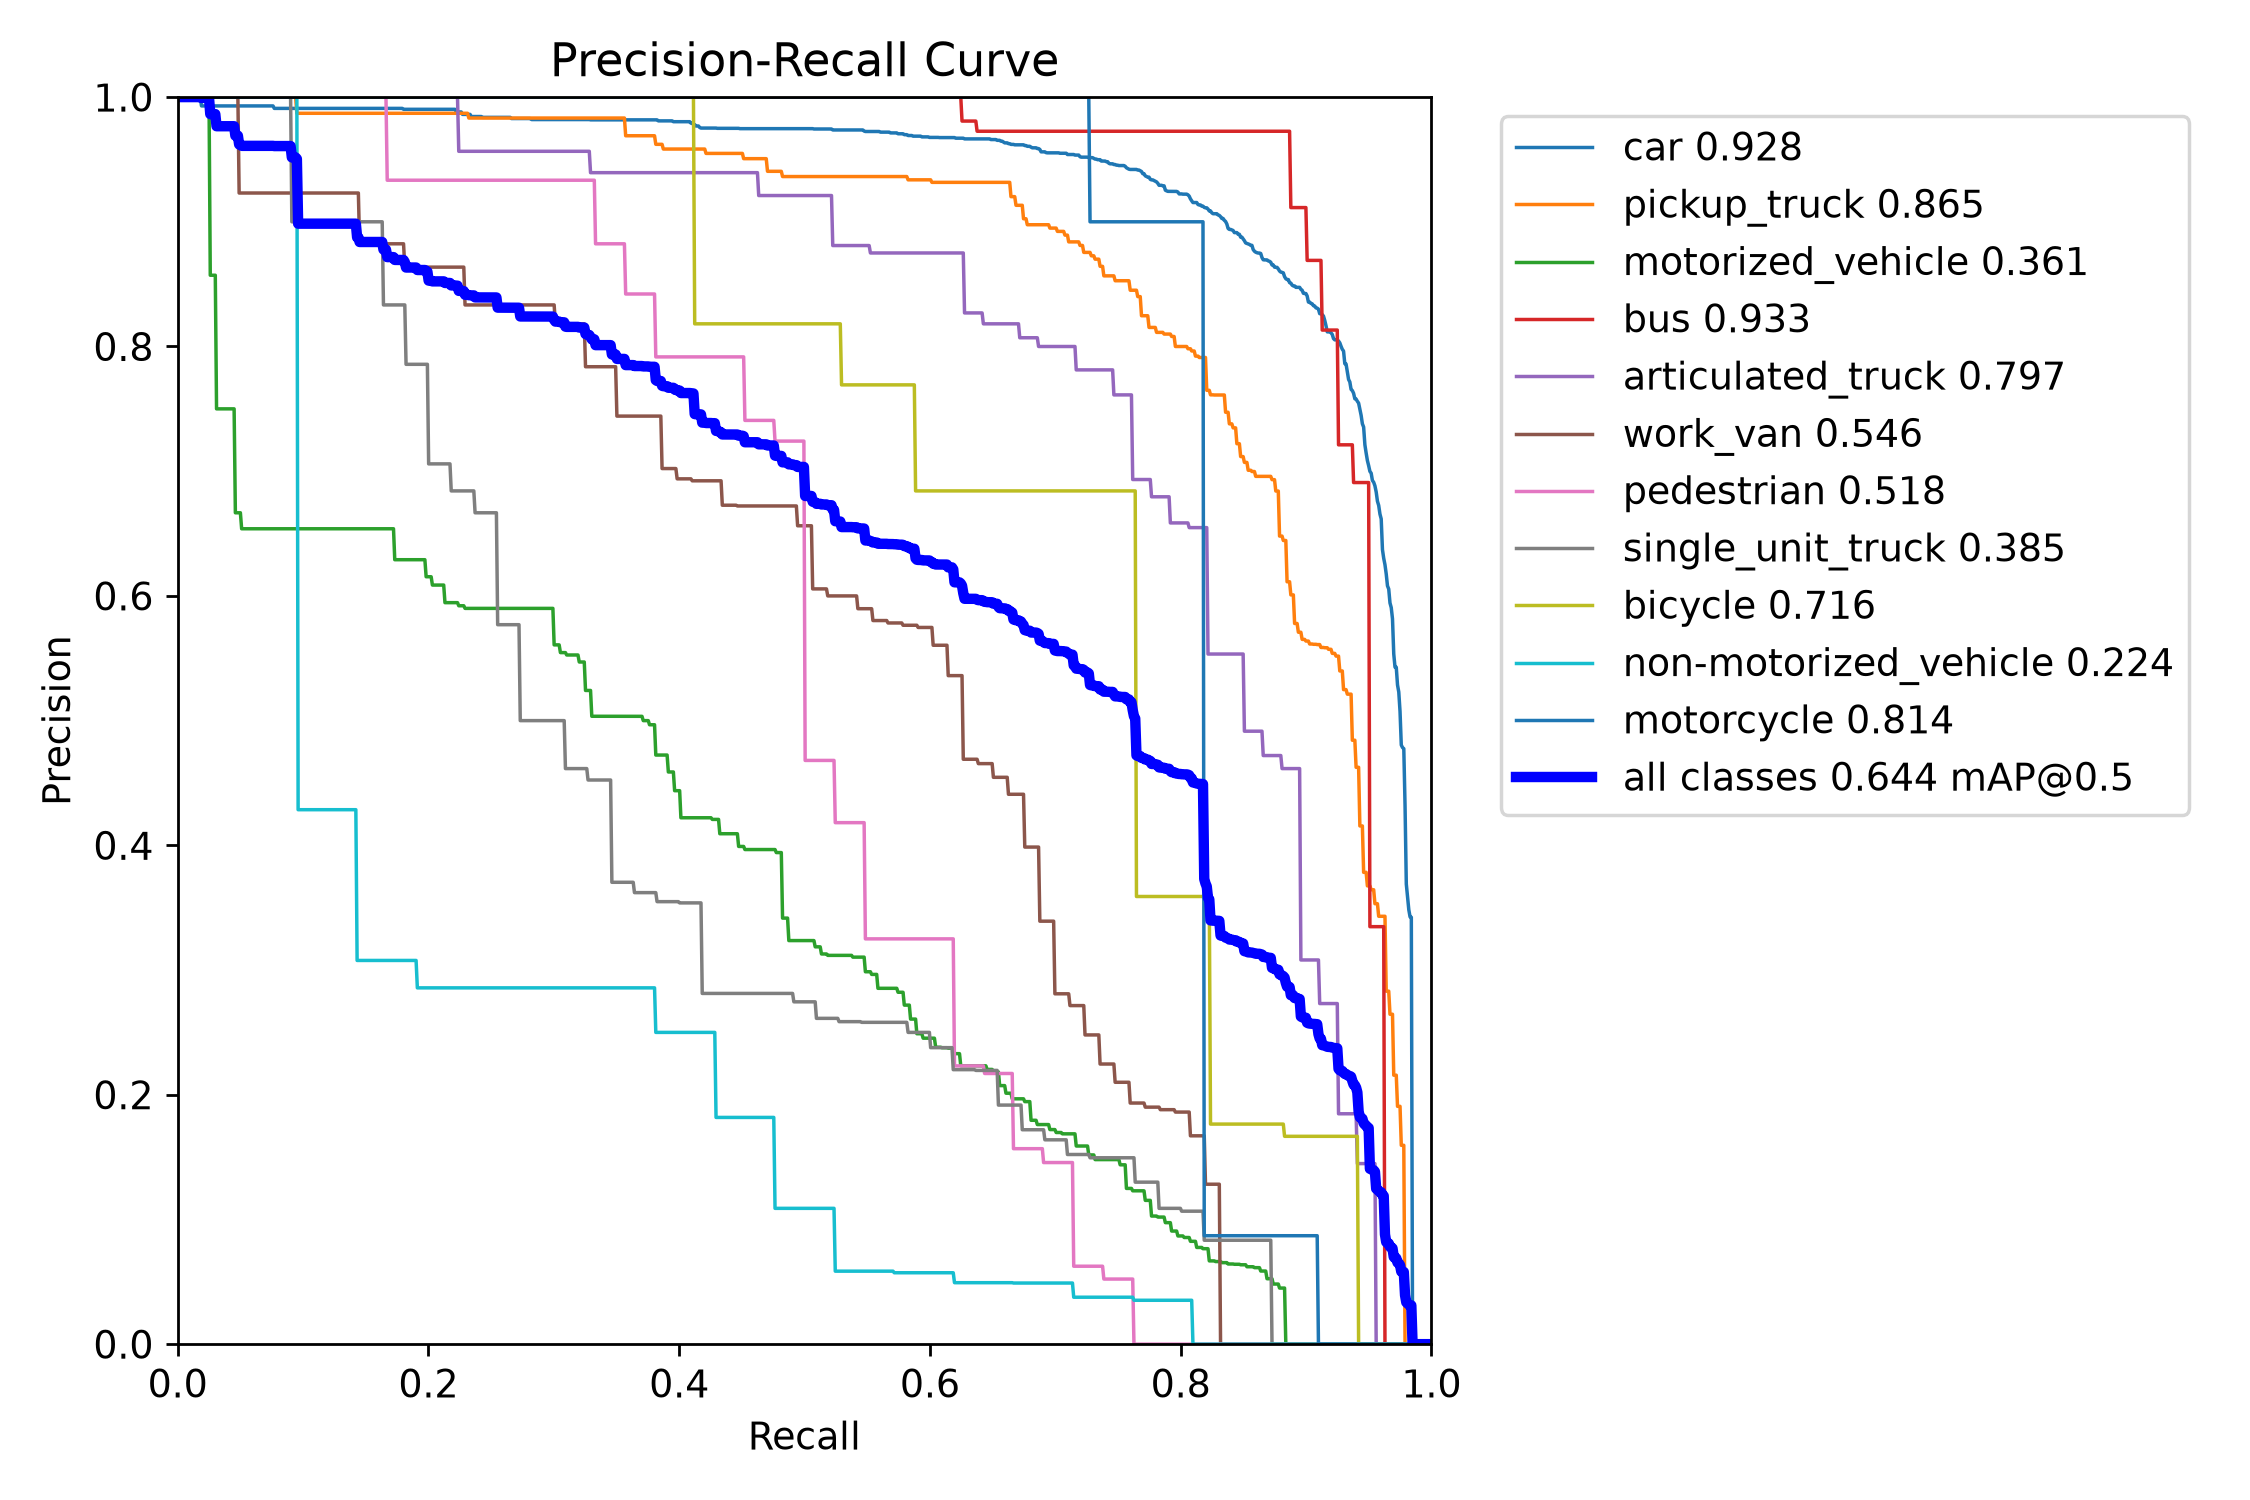 Precision-Recall Curve
1.0
0.8
0.6
0.4
0.2
0.0
Precision
0.0 0.2 0.4 0.6 0.8 1.0
Recall
car 0.928
pickup_truck 0.865
motorized_vehicle 0.361
bus 0.933
articulated_truck 0.797
work_van 0.546
pedestrian 0.518
single_unit_truck 0.385
bicycle 0.716
non-motorized_vehicle 0.224
motorcycle 0.814
all classes 0.644 mAP@0.5